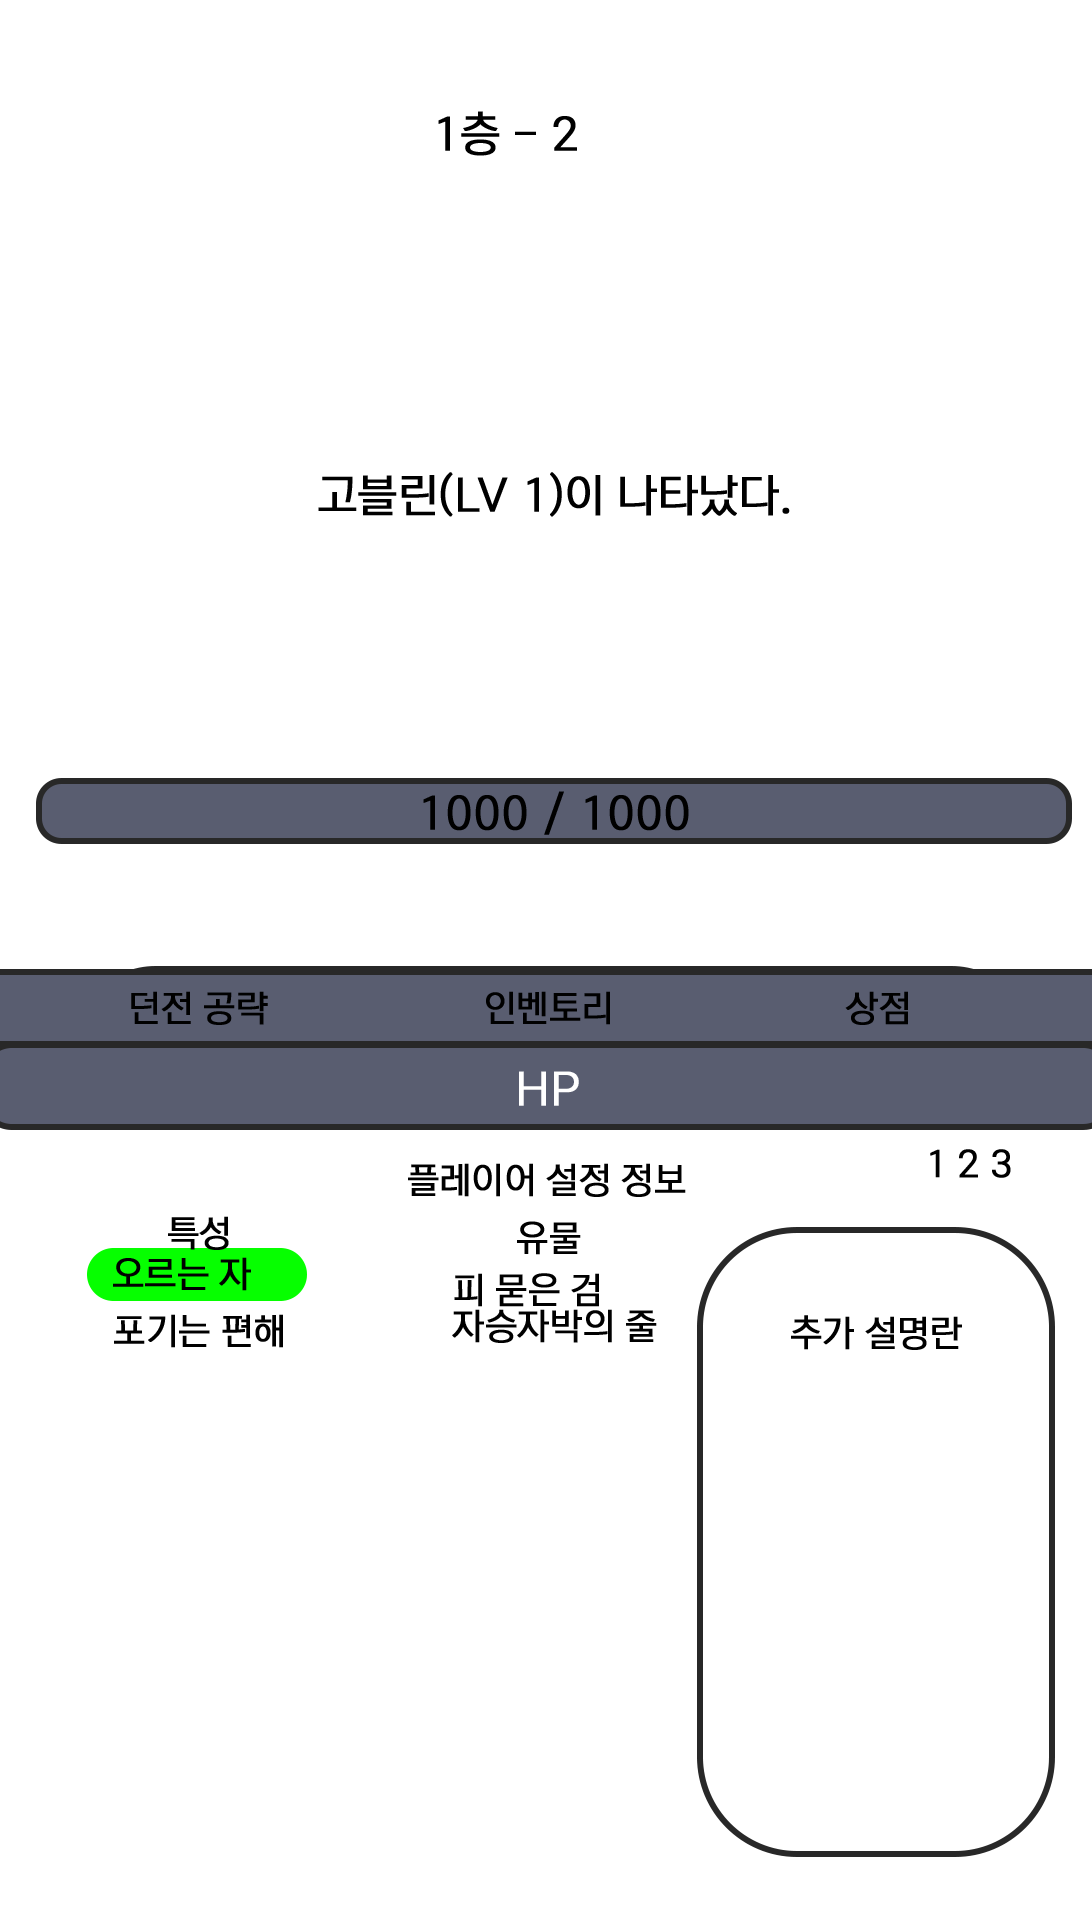 1층 - 2
고블린(LV 1)이 나타났다.
1000 / 1000
던전 공략 인벤토리 상점
HP
1 2 3
플레이어 설정 정보
특성
오르는 자
포기는 편해
유물
피 묻은 검
자승자박의 줄
추가 설명란